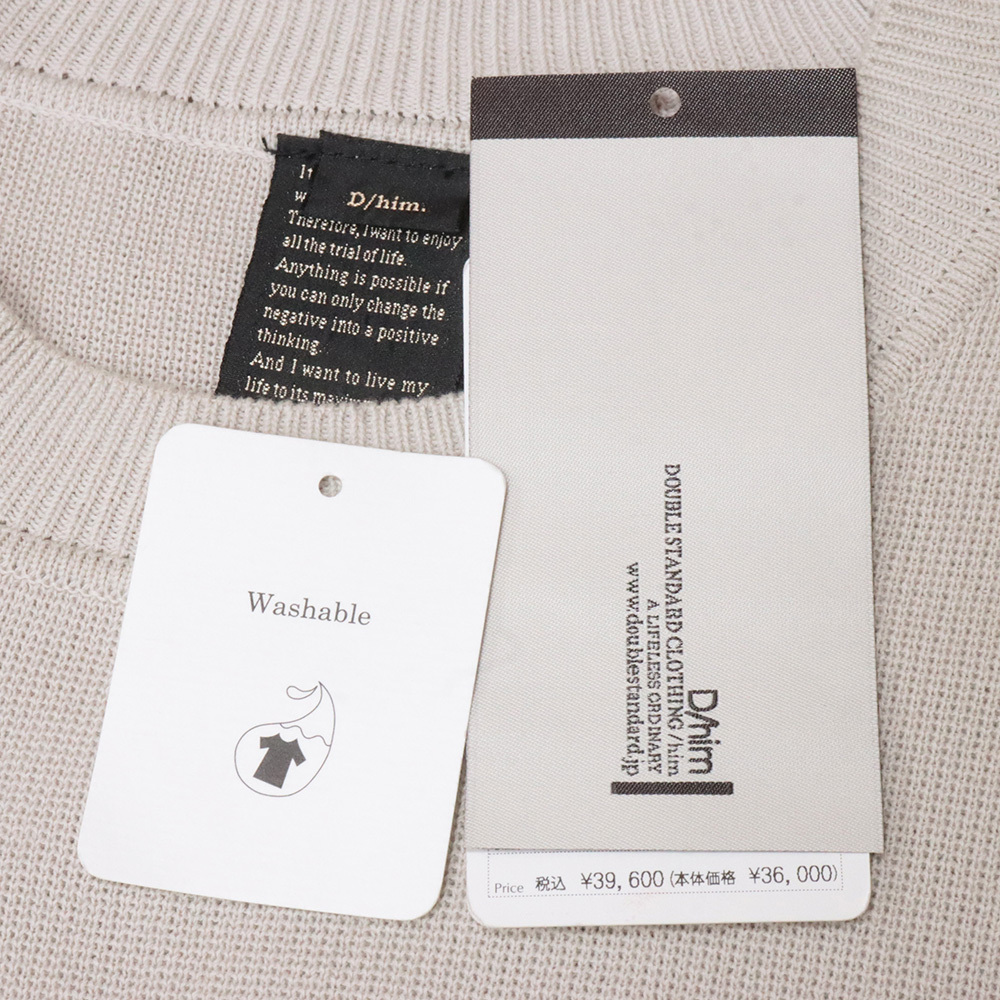 D/him.
Therefore, I want to enjoy
all the trial of life.
Anything is possible if
you can only change the
negative into a positive
thinking.
And I want to live my
life to its
Washable
D/him
DOUBLE STANDARD CLOTHING /him
A LIFELESS ORDINARY
www.doublestandard.jp
Price 税込 ¥39,600 (本体価格 ¥36,000)